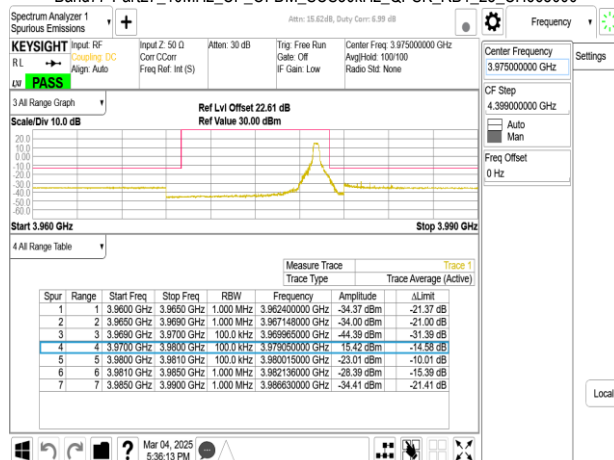 Spectrum Analyzer 1
Spurious Emissions
Attn: 15.62dB, Duty Corr: 6.99 dB
Frequency
Settings
KEYSIGHT
RL
Align: Auto
Input: RF
Coupling: DC
Input Z: 50 Ω
Corr CCorr
Freq Ref: Int (S)
Atten: 30 dB
Trig: Free Run
Gate: Off
IF Gain: Low
Center Freq: 3.975000000 GHz
Avg|Hold: 100/100
Radio Std: None
LXI PASS
Center Frequency
3.975000000 GHz
CF Step
4.399000000 GHz
Auto
Man
Freq Offset
0 Hz
Local
3 All Range Graph
Scale/Div 10.0 dB
Ref Lvl Offset 22.61 dB
Ref Value 30.00 dBm
20.0
10.0
0.00
-10.0
-20.0
-30.0
-40.0
-50.0
-60.0
Start 3.960 GHz
Stop 3.990 GHz
4 All Range Table
Measure Trace Trace 1
Trace Type Trace Average (Active)
Spur Range Start Freq Stop Freq RBW Frequency Amplitude ΔLimit
1 1 3.9600 GHz 3.9650 GHz 1.000 MHz 3.962400000 GHz -34.37 dBm -21.37 dB
2 2 3.9650 GHz 3.9690 GHz 1.000 MHz 3.967148000 GHz -34.00 dBm -21.00 dB
3 3 3.9690 GHz 3.9700 GHz 100.0 kHz 3.969965000 GHz -44.39 dBm -31.39 dB
4 4 3.9700 GHz 3.9800 GHz 100.0 kHz 3.979050000 GHz 15.42 dBm -14.58 dB
5 5 3.9800 GHz 3.9810 GHz 100.0 kHz 3.980015000 GHz -23.01 dBm -10.01 dB
6 6 3.9810 GHz 3.9850 GHz 1.000 MHz 3.982136000 GHz -28.39 dBm -15.39 dB
7 7 3.9850 GHz 3.9900 GHz 1.000 MHz 3.986630000 GHz -34.41 dBm -21.41 dB
Mar 04, 2025
5:36:13 PM